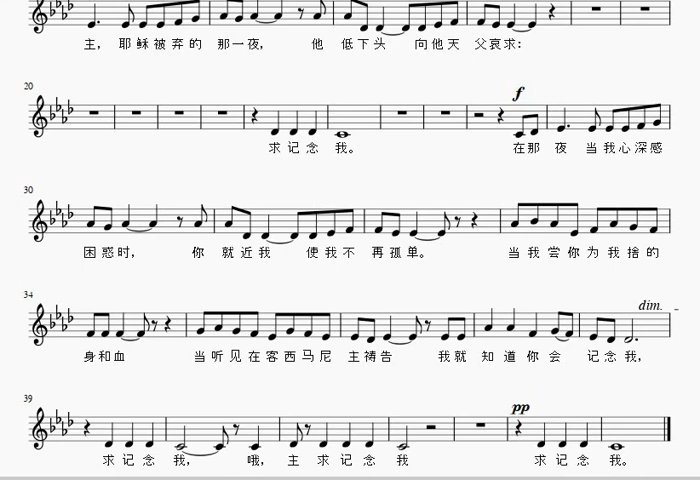 主, 耶稣被弃的 那一夜, 他 低下头 向他天 父哀求:
20
f
求记念 我。 在那 夜 当我心深感
30
困惑时, 你 就近我 使我不 再孤单。 当我尝你为我捨的
34
dim.
身和血 当听见在客西马尼 主祷告 我就 知道你会 记念我,
39
pp
求记念 我, 哦, 主 求记念 我 求记念 我。